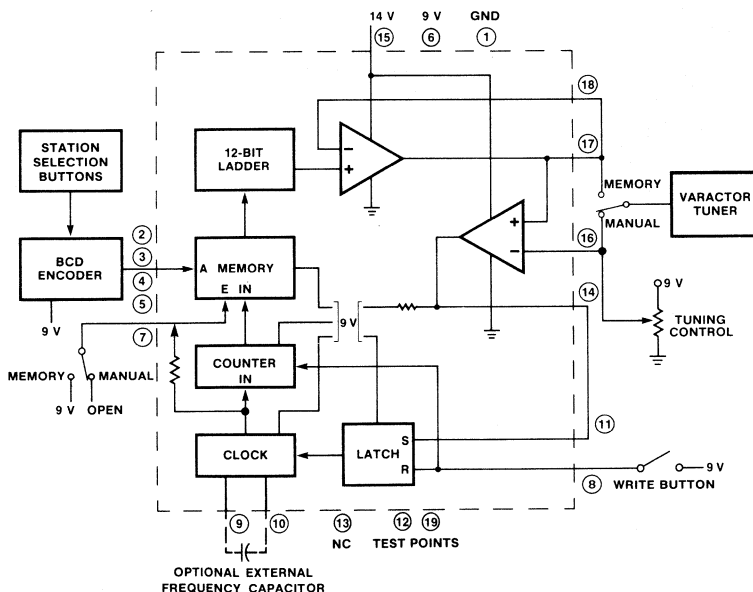 14 V 9 V GND
15 6 1
18
STATION
SELECTION
BUTTONS
12-BIT
LADDER
−
+
17
MEMORY
VARACTOR
TUNER
MANUAL
2
3
4
5
BCD
ENCODER
A MEMORY
E IN
+
−
16
14
9 V
9 V
7
9 V
TUNING
CONTROL
COUNTER
IN
MEMORY MANUAL
9 V OPEN
11
CLOCK
LATCH
S
R
8
9 V
WRITE BUTTON
9 10 13 12 19
NC TEST POINTS
OPTIONAL EXTERNAL
FREQUENCY CAPACITOR